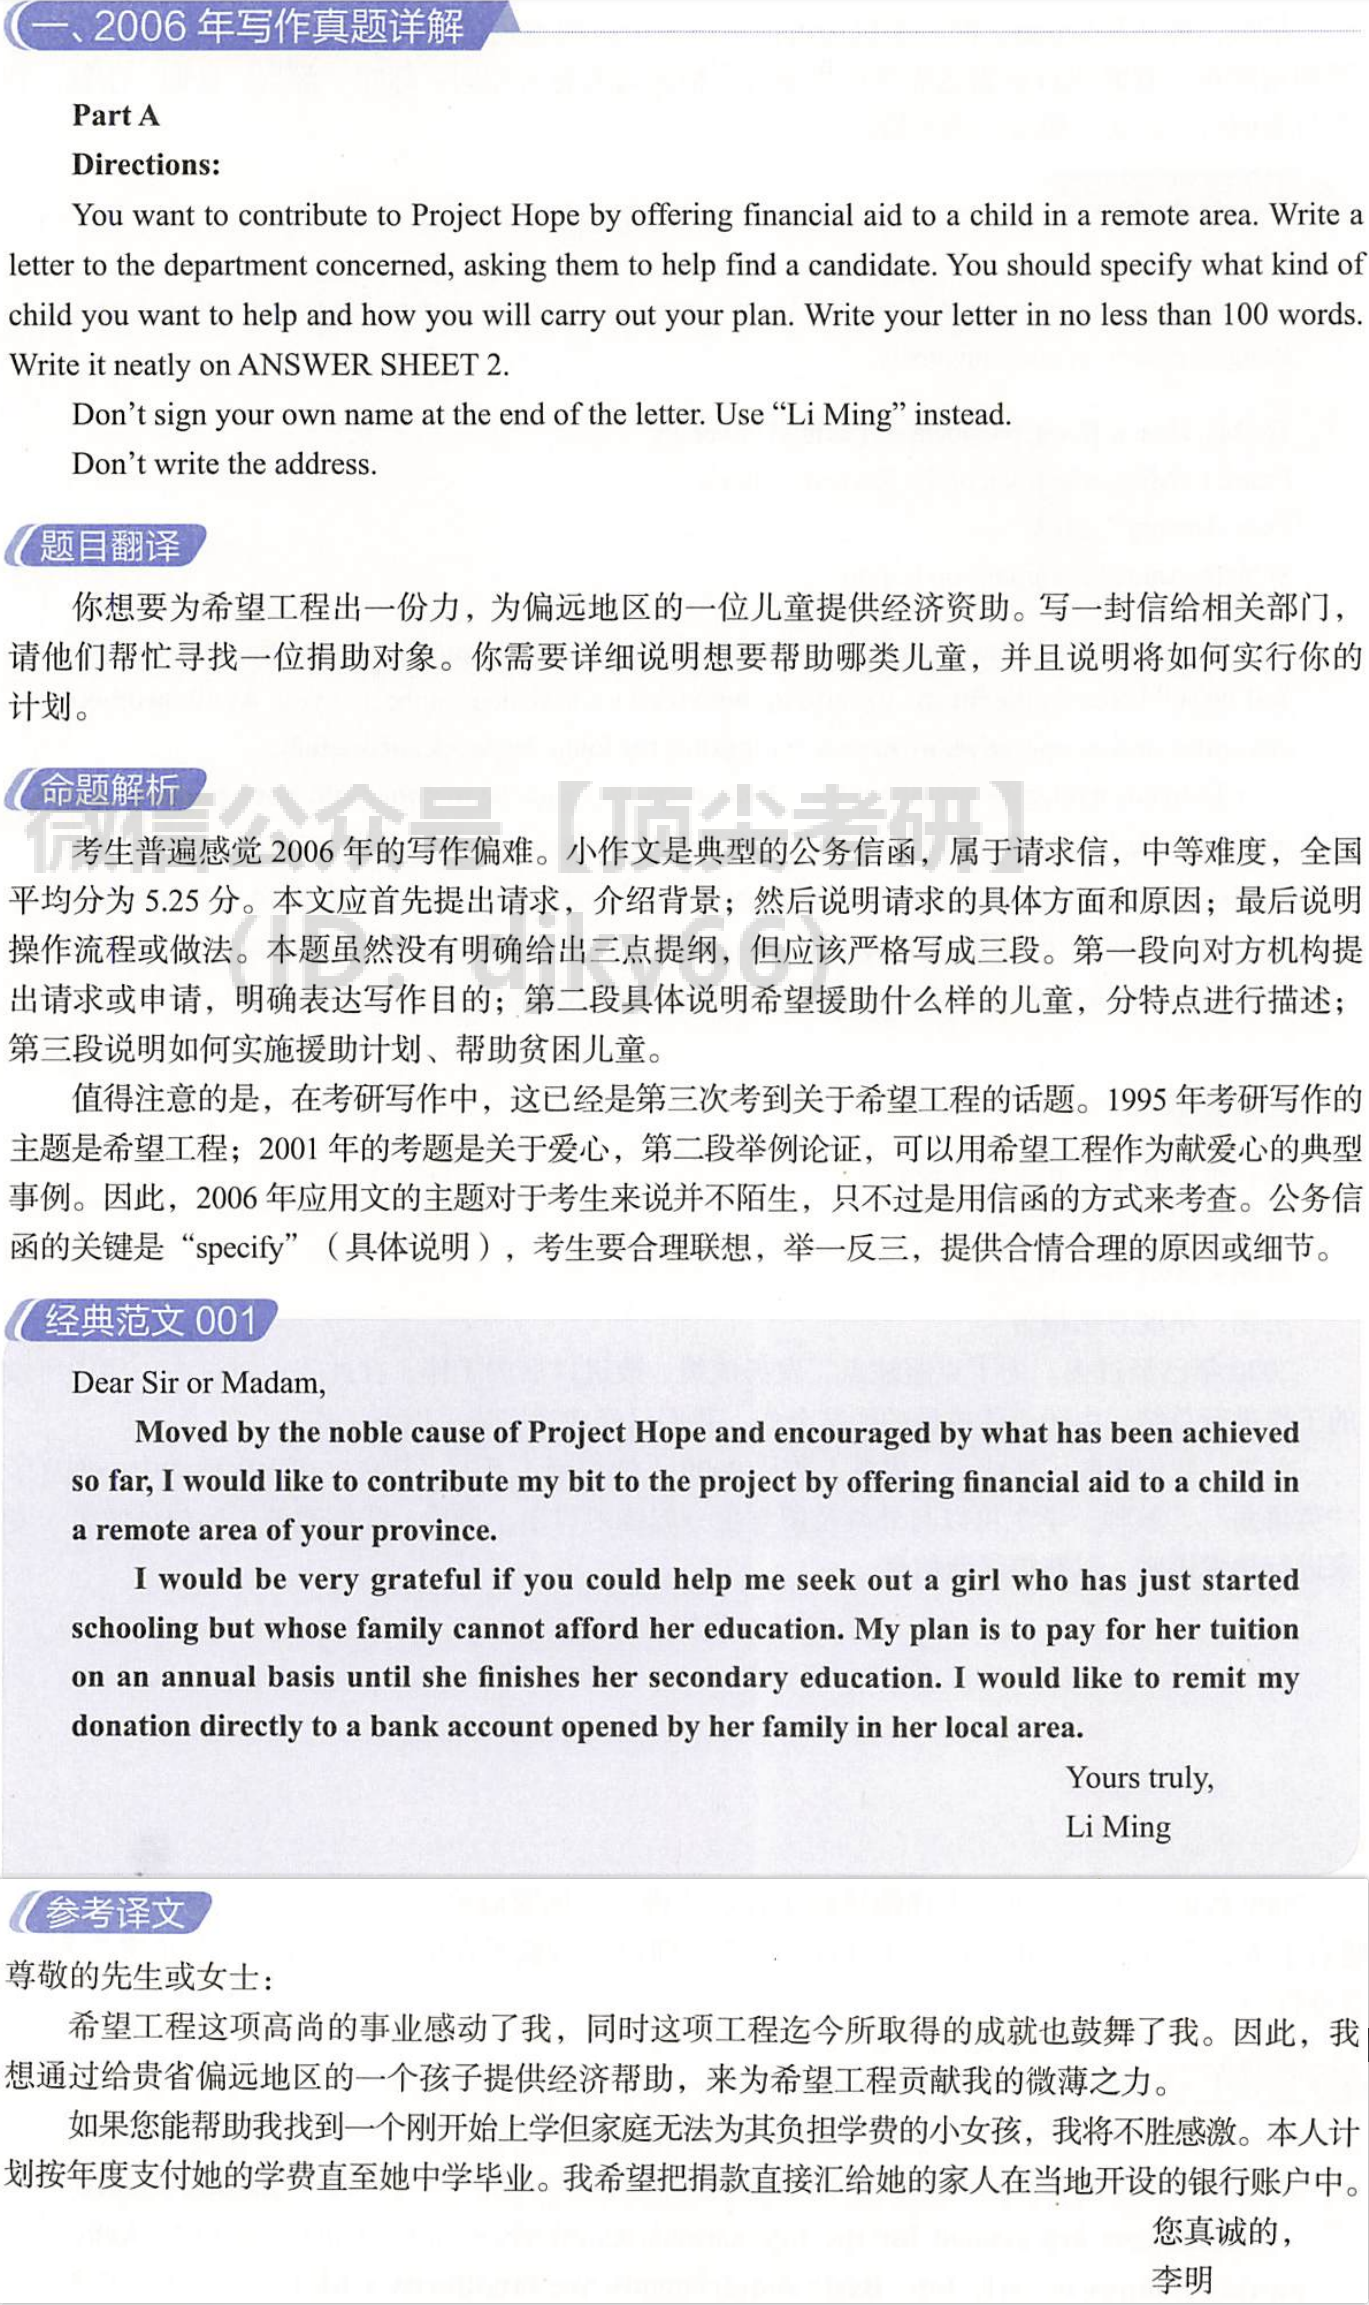 一、2006 年写作真题详解
Part A
Directions:
You want to contribute to Project Hope by offering financial aid to a child in a remote area. Write a
letter to the department concerned, asking them to help find a candidate. You should specify what kind of
child you want to help and how you will carry out your plan. Write your letter in no less than 100 words.
Write it neatly on ANSWER SHEET 2.
Don't sign your own name at the end of the letter. Use “Li Ming” instead.
Don't write the address.
题目翻译
你想要为希望工程出一份力，为偏远地区的一位儿童提供经济资助。写一封信给相关部门，
请他们帮忙寻找一位捐助对象。你需要详细说明想要帮助哪类儿童，并且说明将如何实行你的
计划。
命题解析
微信公众号【顶尖考研】
考生普遍感觉 2006 年的写作偏难。小作文是典型的公务信函，属于请求信，中等难度，全国
平均分为 5.25 分。本文应首先提出请求，介绍背景；然后说明请求的具体方面和原因；最后说明
(ID：djky66)
操作流程或做法。本题虽然没有明确给出三点提纲，但应该严格写成三段。第一段向对方机构提
出请求或申请，明确表达写作目的；第二段具体说明希望援助什么样的儿童，分特点进行描述；
第三段说明如何实施援助计划、帮助贫困儿童。
值得注意的是，在考研写作中，这已经是第三次考到关于希望工程的话题。1995 年考研写作的
主题是希望工程；2001 年的考题是关于爱心，第二段举例论证，可以用希望工程作为献爱心的典型
事例。因此，2006 年应用文的主题对于考生来说并不陌生，只不过是用信函的方式来考查。公务信
函的关键是“specify”（具体说明），考生要合理联想，举一反三，提供合情合理的原因或细节。
经典范文 001
Dear Sir or Madam,
Moved by the noble cause of Project Hope and encouraged by what has been achieved
so far, I would like to contribute my bit to the project by offering financial aid to a child in
a remote area of your province.
I would be very grateful if you could help me seek out a girl who has just started
schooling but whose family cannot afford her education. My plan is to pay for her tuition
on an annual basis until she finishes her secondary education. I would like to remit my
donation directly to a bank account opened by her family in her local area.
Yours truly,
Li Ming
参考译文
尊敬的先生或女士：
希望工程这项高尚的事业感动了我，同时这项工程迄今所取得的成就也鼓舞了我。因此，我
想通过给贵省偏远地区的一个孩子提供经济帮助，来为希望工程贡献我的微薄之力。
如果您能帮助我找到一个刚开始上学但家庭无法为其负担学费的小女孩，我将不胜感激。本人计
划按年度支付她的学费直至她中学毕业。我希望把捐款直接汇给她的家人在当地开设的银行账户中。
您真诚的，
李明